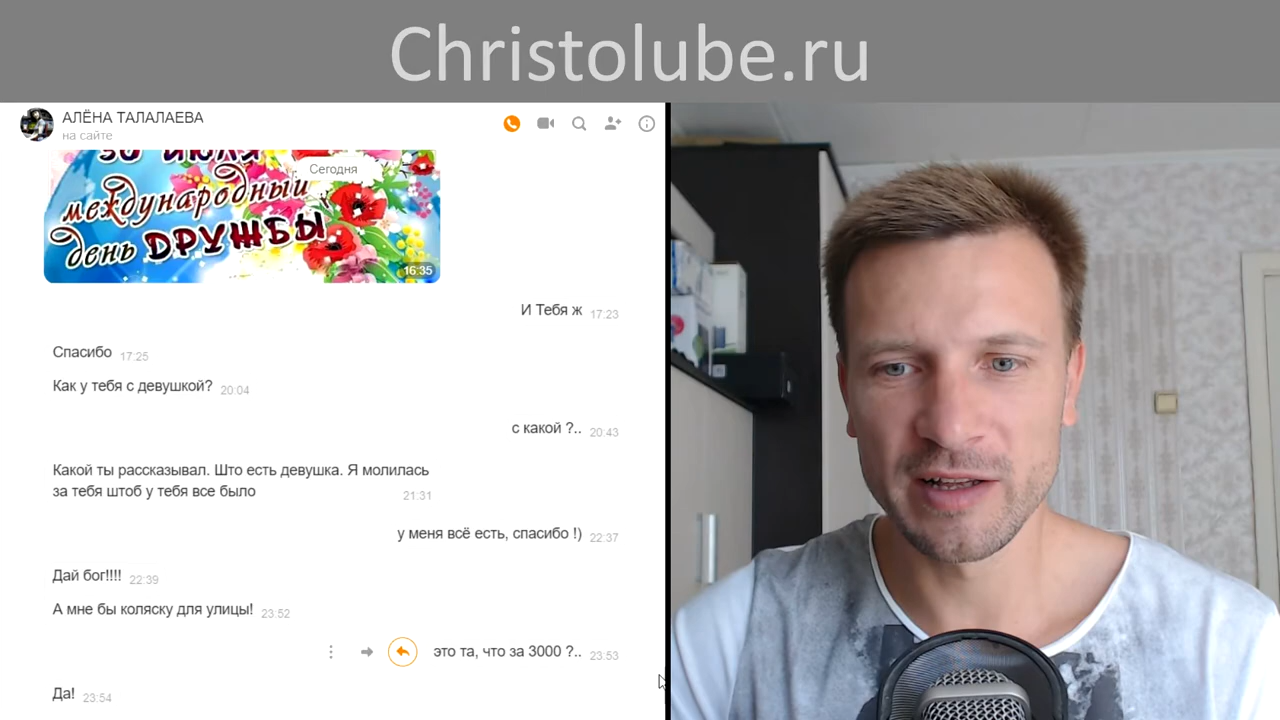 Christolube.ru
АЛЁНА ТАЛАЛАЕВА
на сайте
30 ИЮЛЯ
Сегодня
международный
день ДРУЖБЫ
16:35
И Тебя ж 17:23
Спасибо 17:25
Как у тебя с девушкой? 20:04
с какой ?.. 20:43
Какой ты рассказывал. Што есть девушка. Я молилась
за тебя штоб у тебя все было 21:31
у меня всё есть, спасибо !) 22:37
Дай бог!!!! 22:39
А мне бы коляску для улицы! 23:52
это та, что за 3000 ?.. 23:53
Да! 23:54